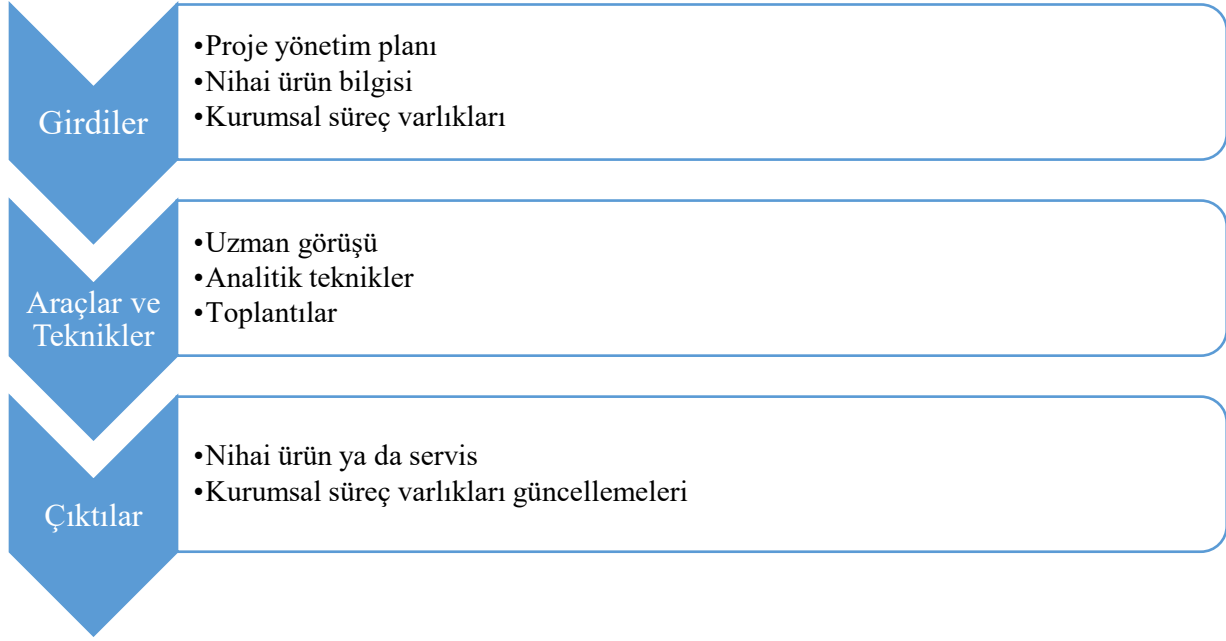 Girdiler
•Proje yönetim planı
•Nihai ürün bilgisi
•Kurumsal süreç varlıkları
Araçlar ve
Teknikler
•Uzman görüşü
•Analitik teknikler
•Toplantılar
Çıktılar
•Nihai ürün ya da servis
•Kurumsal süreç varlıkları güncellemeleri